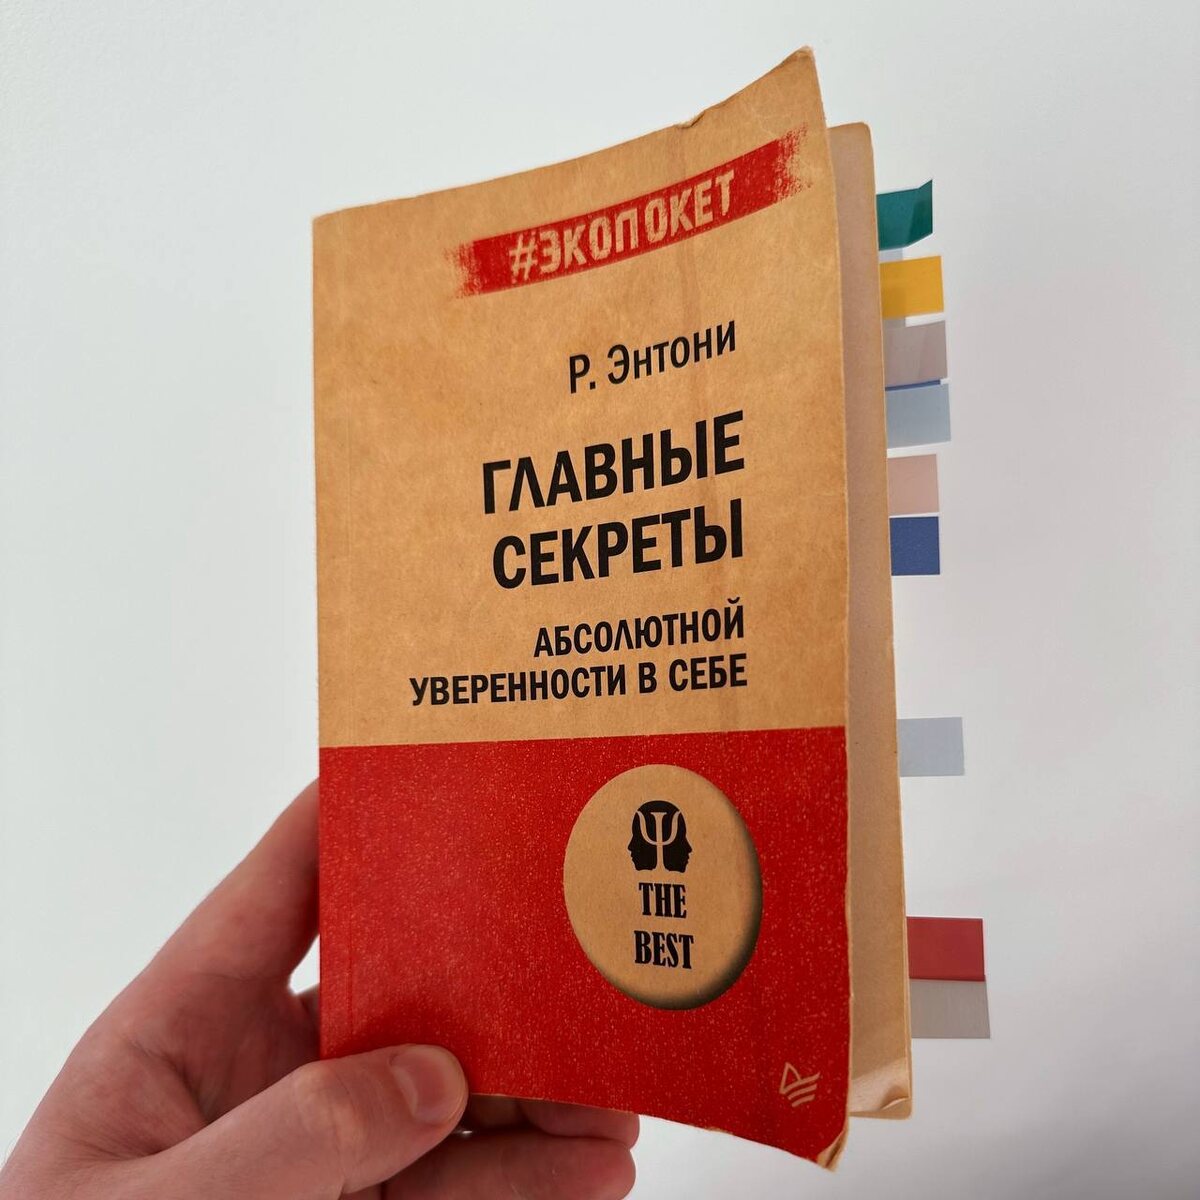 #ЭКОПОКЕТ
Р. Энтони
ГЛАВНЫЕ
СЕКРЕТЫ
АБСОЛЮТНОЙ
УВЕРЕННОСТИ В СЕБЕ
THE
BEST